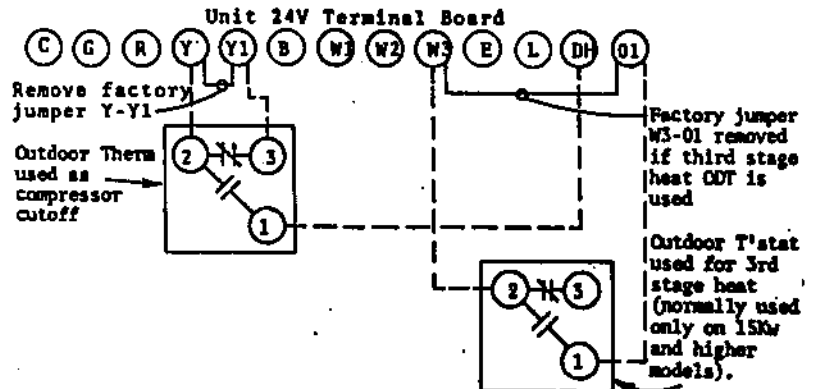 Unit 24V Terminal Board
C G R Y Y1 B W1 W2 W3 E L DH 01
Remove factory
jumper Y-Y1
Factory jumper
W3-01 removed
if third stage
heat ODT is
used
Outdoor Therm
used as
compressor
cutoff
2 3
1
Outdoor T'stat
used for 3rd
stage heat
(normally used
only on 15Kw
and higher
models).
2 3
1